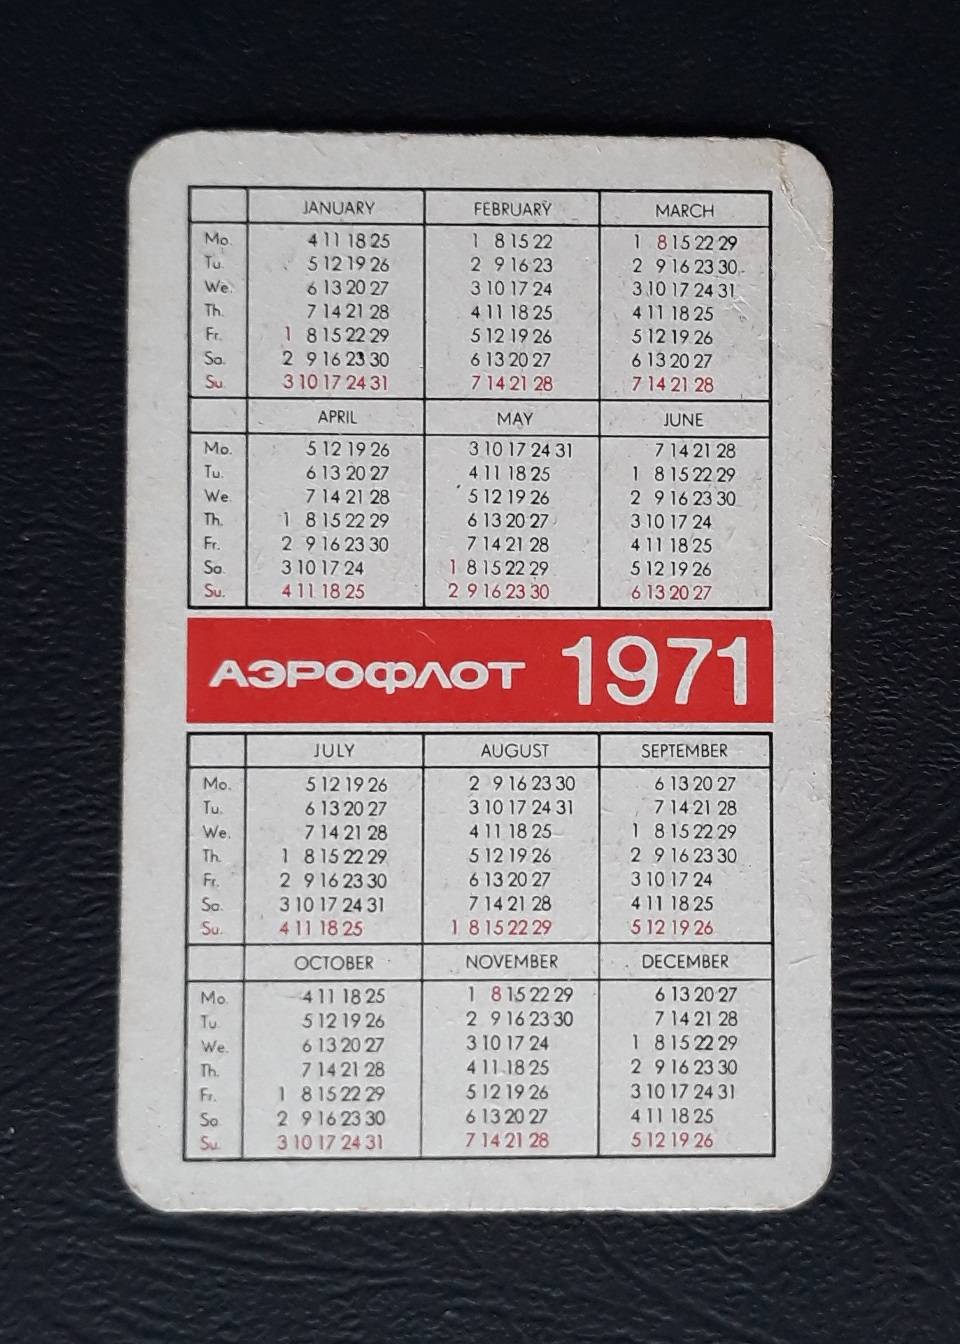 JANUARY FEBRUARY MARCH
Mo. 4 11 18 25 1 8 15 22 1 8 15 22 29
Tu. 5 12 19 26 2 9 16 23 2 9 16 23 30
We. 6 13 20 27 3 10 17 24 3 10 17 24 31
Th. 7 14 21 28 4 11 18 25 4 11 18 25
Fr. 1 8 15 22 29 5 12 19 26 5 12 19 26
Sa. 2 9 16 23 30 6 13 20 27 6 13 20 27
Su. 3 10 17 24 31 7 14 21 28 7 14 21 28
APRIL MAY JUNE
Mo. 5 12 19 26 3 10 17 24 31 7 14 21 28
Tu. 6 13 20 27 4 11 18 25 1 8 15 22 29
We. 7 14 21 28 5 12 19 26 2 9 16 23 30
Th. 1 8 15 22 29 6 13 20 27 3 10 17 24
Fr. 2 9 16 23 30 7 14 21 28 4 11 18 25
Sa. 3 10 17 24 1 8 15 22 29 5 12 19 26
Su. 4 11 18 25 2 9 16 23 30 6 13 20 27
АЭРОФЛОТ 1971
JULY AUGUST SEPTEMBER
Mo. 5 12 19 26 2 9 16 23 30 6 13 20 27
Tu. 6 13 20 27 3 10 17 24 31 7 14 21 28
We. 7 14 21 28 4 11 18 25 1 8 15 22 29
Th. 1 8 15 22 29 5 12 19 26 2 9 16 23 30
Fr. 2 9 16 23 30 6 13 20 27 3 10 17 24
Sa. 3 10 17 24 31 7 14 21 28 4 11 18 25
Su. 4 11 18 25 1 8 15 22 29 5 12 19 26
OCTOBER NOVEMBER DECEMBER
Mo. 4 11 18 25 1 8 15 22 29 6 13 20 27
Tu. 5 12 19 26 2 9 16 23 30 7 14 21 28
We. 6 13 20 27 3 10 17 24 1 8 15 22 29
Th. 7 14 21 28 4 11 18 25 2 9 16 23 30
Fr. 1 8 15 22 29 5 12 19 26 3 10 17 24 31
Sa. 2 9 16 23 30 6 13 20 27 4 11 18 25
Su. 3 10 17 24 31 7 14 21 28 5 12 19 26